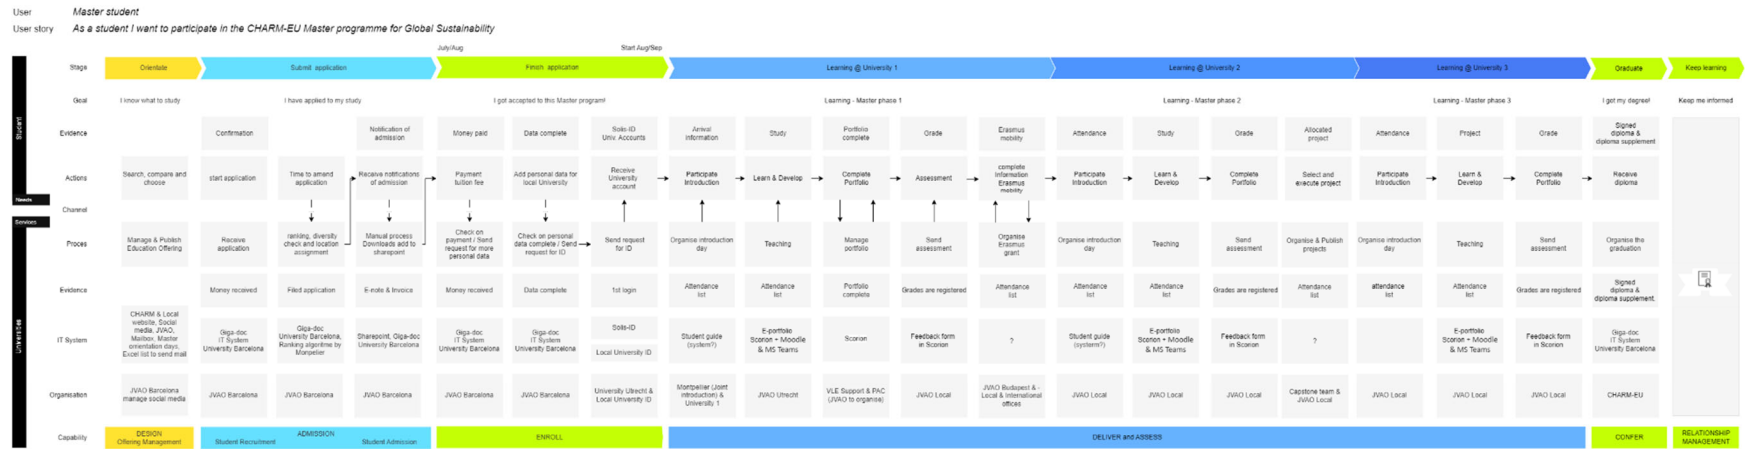 User Master student
User story As a student I want to participate in the CHARM-EU Master programme for Global Sustainability
July/Aug Start Aug/Sep
Stage Orientate Submit application Finish application Learning @ University 1 Learning @ University 2 Learning @ University 3 Graduate Keep learning
Goal I know what to study I have applied to my study I got accepted to this Master program! Learning - Master phase 1 Learning - Master phase 2 Learning - Master phase 3 I got my degree! Keep me informed
Student
Evidence
Confirmation
Notification of
admission
Money paid
Data complete
Solis-ID
Univ. Accounts
Arrival
information
Study
Portfolio
complete
Grade
Erasmus
mobility
Attendance
Study
Grade
Allocated
project
Attendance
Project
Grade
Signed
diploma &
diploma supplement
Actions
Search, compare and
choose
start application
Time to amend
application
Receive notifications
of admission
Payment
tuition fee
Add personal data for
local University
Receive
University
account
Participate
Introduction
Learn & Develop
Complete
Portfolio
Assessment
complete
Information
Erasmus
mobility
Participate
Introduction
Learn &
Develop
Complete
Portfolio
Select and
execute project
Participate
Introduction
Learn &
Develop
Complete
Portfolio
Receive
diploma
Needs
Channel
Services
Universities
Proces
Manage & Publish
Education Offering
Receive
application
ranking, diversity
check and location
assignment
Manual process
Downloads add to
sharepoint
Check on
payment / Send
request for more
personal data
Check on personal
data complete / Send
request for ID
Send request
for ID
Organise introduction
day
Teaching
Manage
portfolio
Send
assessment
Organise
Erasmus
grant
Organise introduction
day
Teaching
Send
assessment
Organise & Publish
projects
Organise introduction
day
Teaching
Send
assessment
Organise the
graduation
Evidence
Money received
Filed application
E-note & Invoice
Money received
Data complete
1st login
Attendance
list
Attendance
list
Portfolio
complete
Grades are registered
Attendance
list
Attendance
list
Attendance
list
Grades are registered
Attendance
list
attendance
list
Attendance
list
Grades are registered
Signed
diploma &
diploma supplement.
IT System
CHARM & Local
website, Social
media, JVAO,
Mailbox, Master
orientation days,
Excel list to send mail
Giga-doc
IT System
University Barcelona
Giga-doc
University Barcelona,
Ranking algoritme by
Monpelier
Sharepoint, Giga-doc
University Barcelona
Giga-doc
IT System
University Barcelona
Giga-doc
IT System
University Barcelona
Solis-ID
Local University ID
Student guide
(system?)
E-portfolio
Scorion + Moodle
& MS Teams
Scorion
Feedback form
in Scorion
?
Student guide
(system?)
E-portfolio
Scorion + Moodle
& MS Teams
Feedback form
in Scorion
?
E-portfolio
Scorion + Moodle
& MS Teams
Feedback form
in Scorion
Giga-doc
IT System
University Barcelona
Organisation
JVAO Barcelona
manage social media
JVAO Barcelona
JVAO Barcelona
JVAO Barcelona
JVAO Barcelona
JVAO Barcelona
University Utrecht &
Local University ID
Montpellier (Joint
introduction) &
University 1
JVAO Utrecht
VLE Support & PAC
(JVAO to organise)
JVAO Local
JVAO Budapest & -
Local & International
offices
JVAO Local
JVAO Local
JVAO Local
Capstone team &
JVAO Local
JVAO Local
JVAO Local
JVAO Local
CHARM-EU
Capability
DESIGN
Offering Management
ADMISSION
Student Recruitment Student Admission
ENROLL
DELIVER and ASSESS
CONFER
RELATIONSHIP
MANAGEMENT